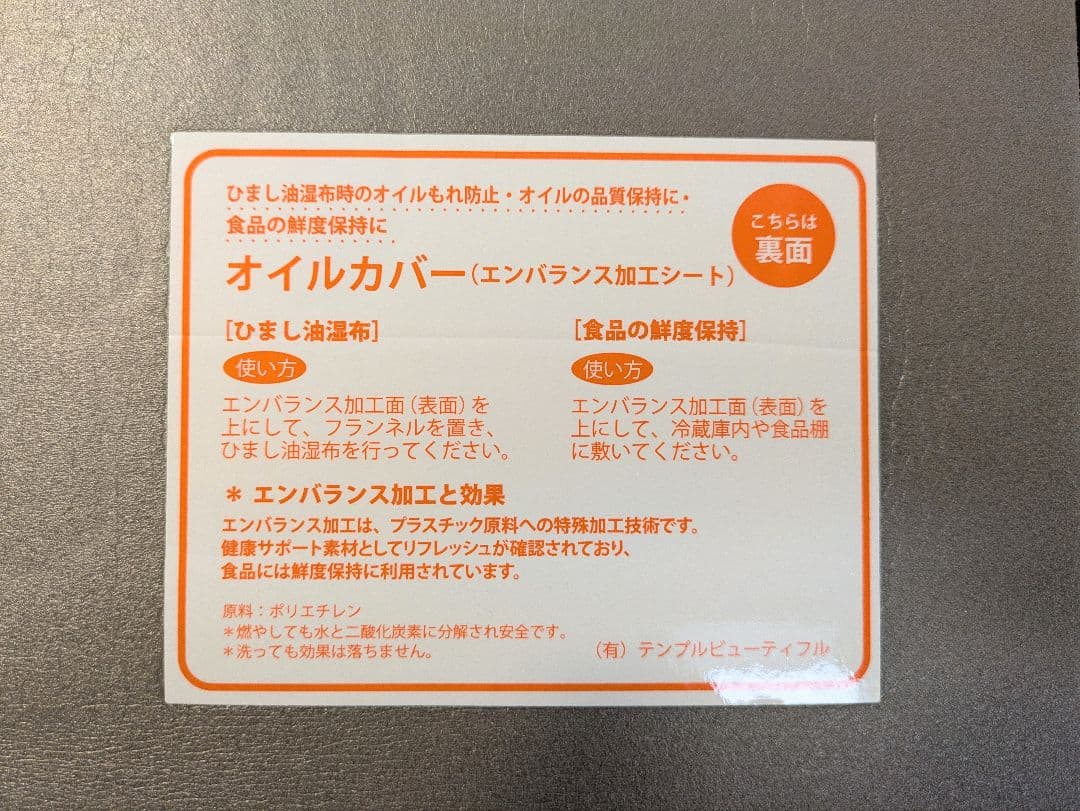 ひまし油湿布時のオイルもれ防止・オイルの品質保持に・
食品の鮮度保持に
こちらは
裏面
オイルカバー（エンバランス加工シート）
［ひまし油湿布］
使い方
エンバランス加工面（表面）を
上にして、フランネルを置き、
ひまし油湿布を行ってください。
［食品の鮮度保持］
使い方
エンバランス加工面（表面）を
上にして、冷蔵庫内や食品棚
に敷いてください。
＊ エンバランス加工と効果
エンバランス加工は、プラスチック原料への特殊加工技術です。
健康サポート素材としてリフレッシュが確認されており、
食品には鮮度保持に利用されています。
原料：ポリエチレン
＊燃やしても水と二酸化炭素に分解され安全です。
＊洗っても効果は落ちません。
（有）テンプルビューティフル